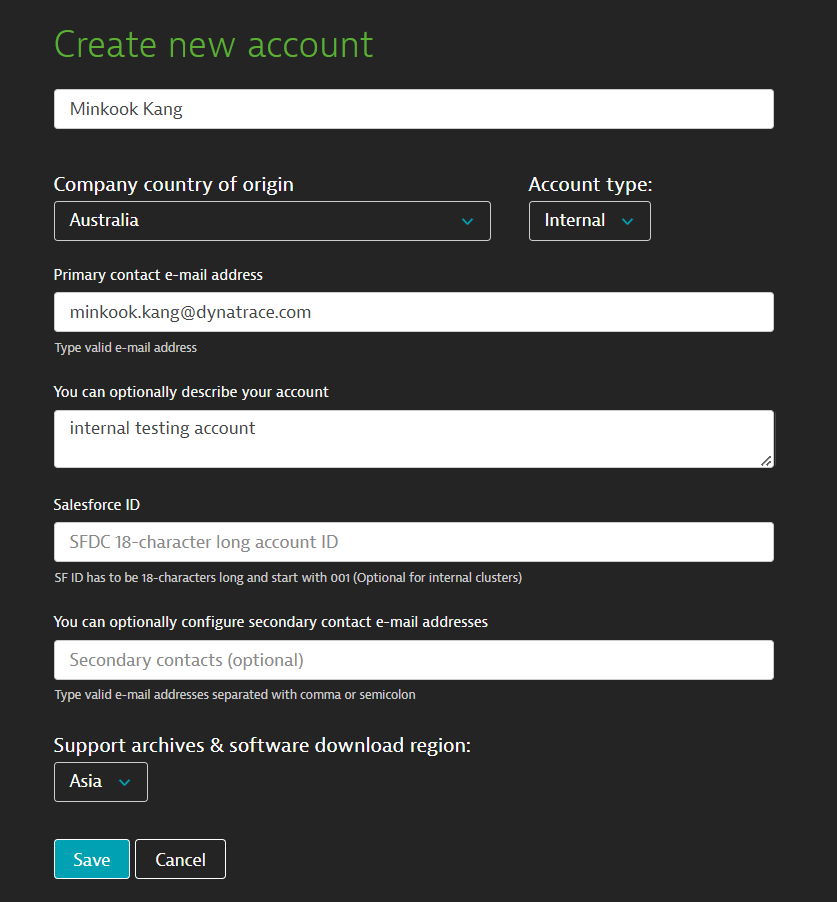 Create new account
Minkook Kang
Company country of origin
Account type:
Australia
Internal
Primary contact e-mail address
minkook.kang@dynatrace.com
Type valid e-mail address
You can optionally describe your account
internal testing account
Salesforce ID
SFDC 18-character long account ID
SF ID has to be 18-characters long and start with 001 (Optional for internal clusters)
You can optionally configure secondary contact e-mail addresses
Secondary contacts (optional)
Type valid e-mail addresses separated with comma or semicolon
Support archives & software download region:
Asia
Save
Cancel